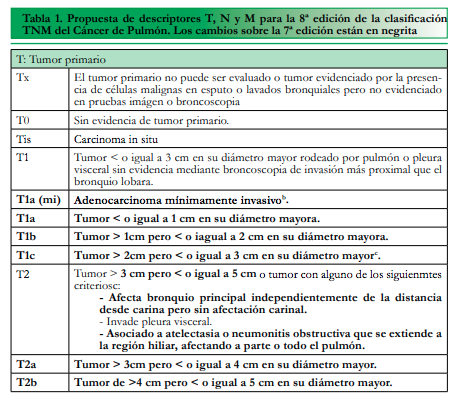 Tabla 1. Propuesta de descriptores T, N y M para la 8ª edición de la clasificación
TNM del Cáncer de Pulmón. Los cambios sobre la 7ª edición están en negrita
T: Tumor primario
Tx
El tumor primario no puede ser evaluado o tumor evidenciado por la presen-
cia de células malignas en esputo o lavados bronquiales pero no evidenciado
en pruebas imágen o broncoscopia
T0
Sin evidencia de tumor primario.
Tis
Carcinoma in situ
T1
Tumor < o igual a 3 cm en su diámetro mayor rodeado por pulmón o pleura
visceral sin evidencia mediante broncoscopia de invasión más proximal que el
bronquio lobara.
T1a (mi)
Adenocarcinoma mínimamente invasivoᵇ.
T1a
Tumor < o igual a 1 cm en su diámetro mayora.
T1b
Tumor > 1cm pero < o iagual a 2 cm en su diámetro mayora.
T1c
Tumor > 2cm pero < o igual a 3 cm en su diámetro mayorᶜ.
T2
Tumor > 3 cm pero < o igual a 5 cm o tumor con alguno de los siguienmtes
criteriosc:
- Afecta bronquio principal independientemente de la distancia
desde carina pero sin afectación carinal.
- Invade pleura visceral.
- Asociado a atelectasia o neumonitis obstructiva que se extiende a
la región hiliar, afectando a parte o todo el pulmón.
T2a
Tumor > 3cm pero < o igual a 4 cm en su diámetro mayor.
T2b
Tumor de >4 cm pero < o igual a 5 cm en su diámetro mayor.